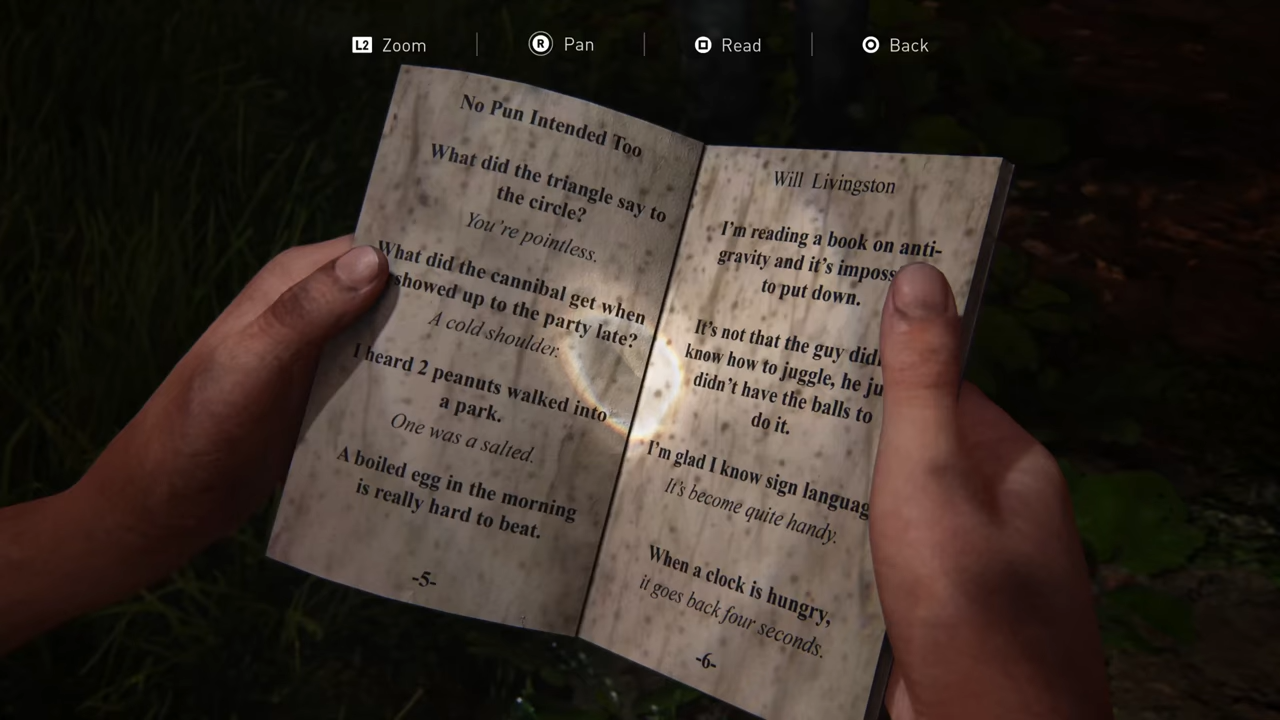 L2 Zoom R Pan Read Back
No Pun Intended Too
What did the triangle say to
the circle?
You're pointless.
What did the cannibal get when
showed up to the party late?
A cold shoulder.
I heard 2 peanuts walked into
a park.
One was a salted.
A boiled egg in the morning
is really hard to beat.
-5-
Will Livingston
I'm reading a book on anti-
gravity and it's
to put down.
It's not that the guy
know how to juggle, he
didn't have the balls to
do it.
I'm glad I know sign
It's become quite handy.
When a clock is hungry,
it goes back four seconds.
-6-